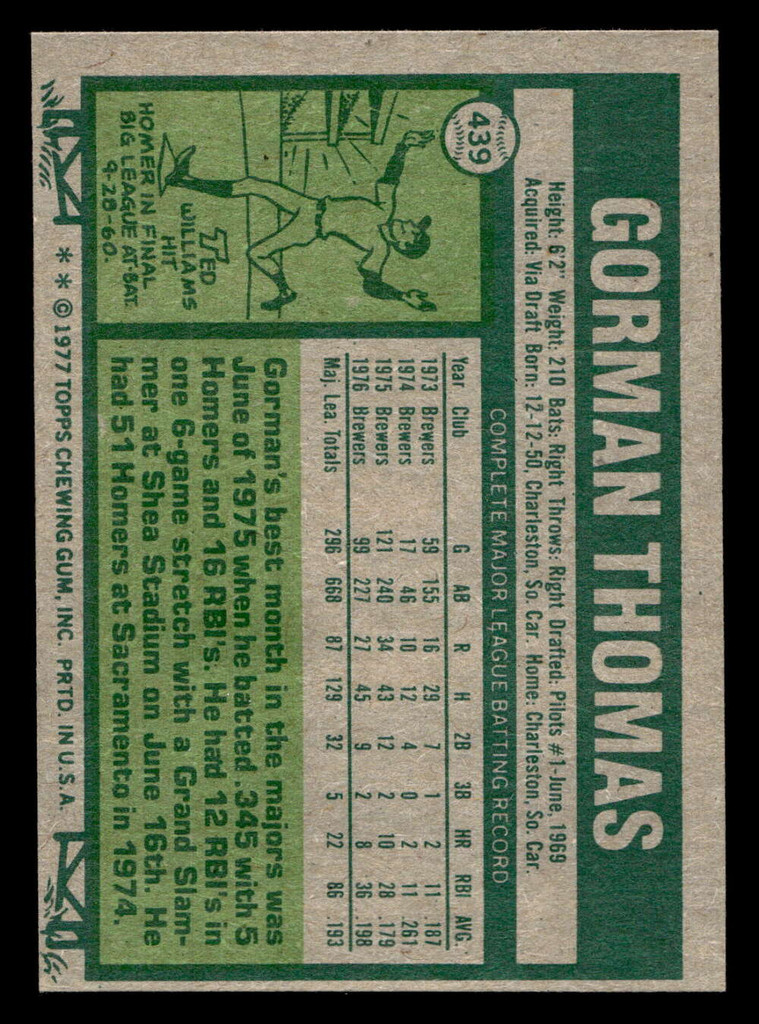 439
GORMAN THOMAS
Height: 6'2" Weight: 210 Bats: Right Throws: Right Drafted: Pilots #1-June, 1969
Acquired: Via Draft Born: 12-12-50, Charleston, So. Car. Home: Charleston, So. Car.
COMPLETE MAJOR LEAGUE BATTING RECORD
Year Club G AB R H 2B 3B HR RBI AVG.
1973 Brewers 59 155 16 29 7 1 2 11 .187
1974 Brewers 17 46 10 12 4 0 2 11 .261
1975 Brewers 121 240 34 43 12 2 10 28 .179
1976 Brewers 99 227 27 45 9 2 8 36 .198
Maj. Lea. Totals 296 668 87 129 32 5 22 86 .193
TED
WILLIAMS
HIT
HOMER IN FINAL
BIG LEAGUE AT-BAT.
9-28-60.
Gorman's best month in the majors was
June of 1975 when he batted .345 with 5
Homers and 16 RBI's. He had 12 RBI's in
one 6-game stretch with a Grand Slam-
mer at Shea Stadium on June 16th. He
had 51 Homers at Sacramento in 1974.
* * © 1977 TOPPS CHEWING GUM, INC. PRTD. IN U.S.A.